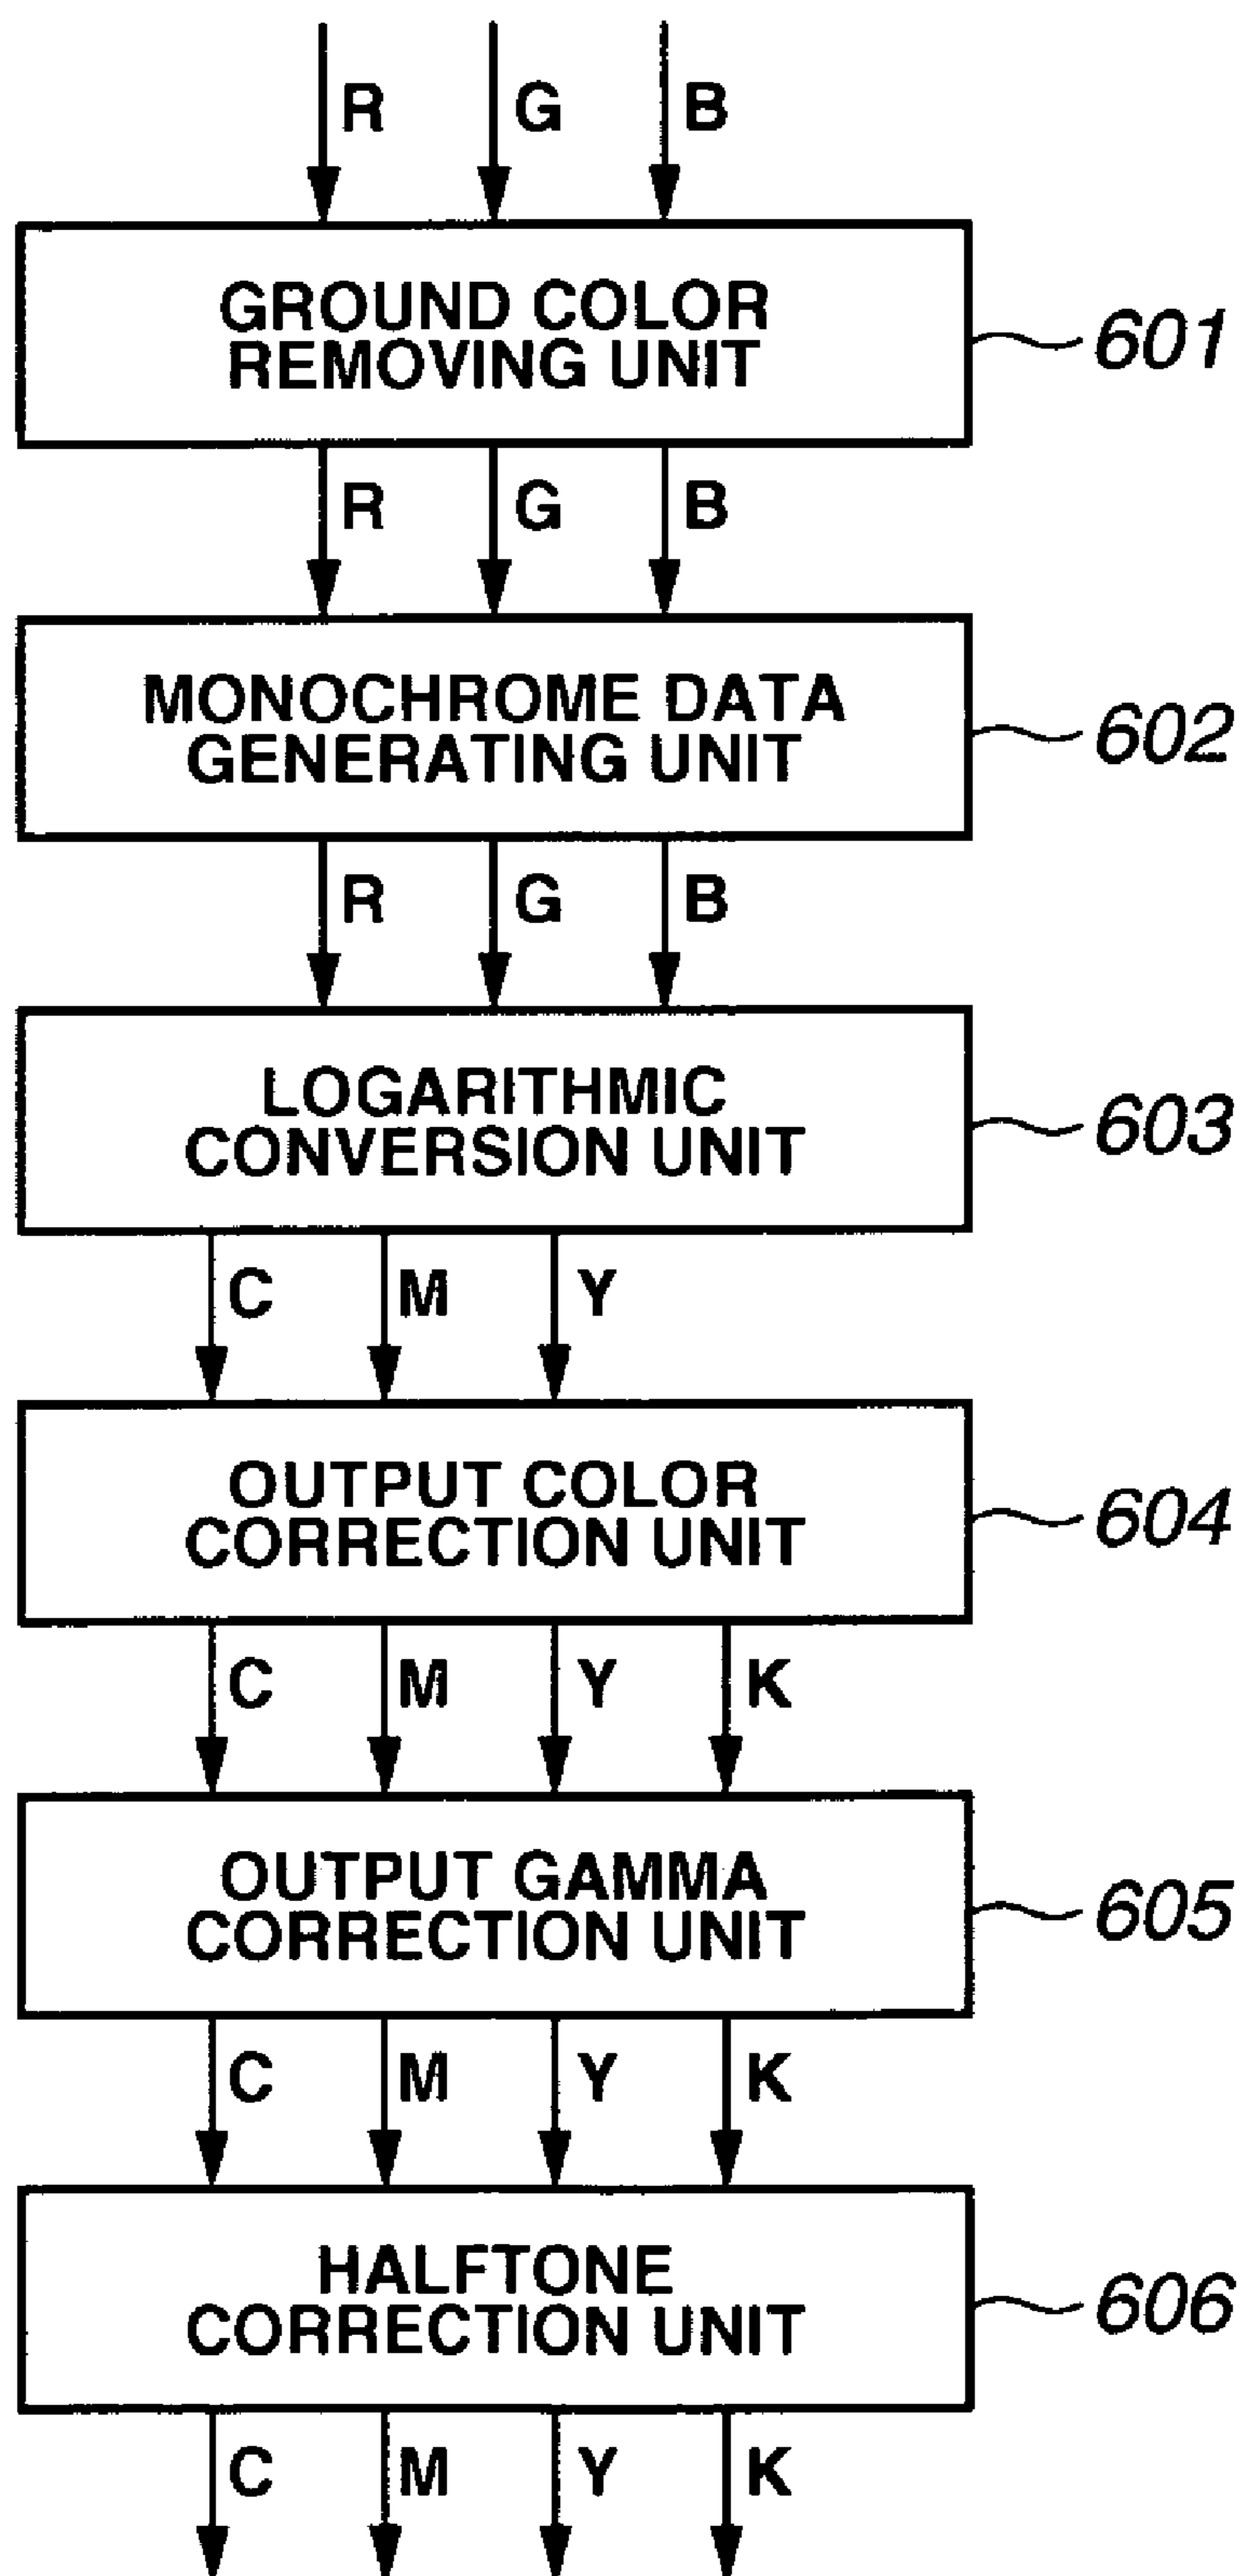 R G B
GROUND COLOR
REMOVING UNIT
601
R G B
MONOCHROME DATA
GENERATING UNIT
602
R G B
LOGARITHMIC
CONVERSION UNIT
603
C M Y
OUTPUT COLOR
CORRECTION UNIT
604
C M Y K
OUTPUT GAMMA
CORRECTION UNIT
605
C M Y K
HALFTONE
CORRECTION UNIT
606
C M Y K